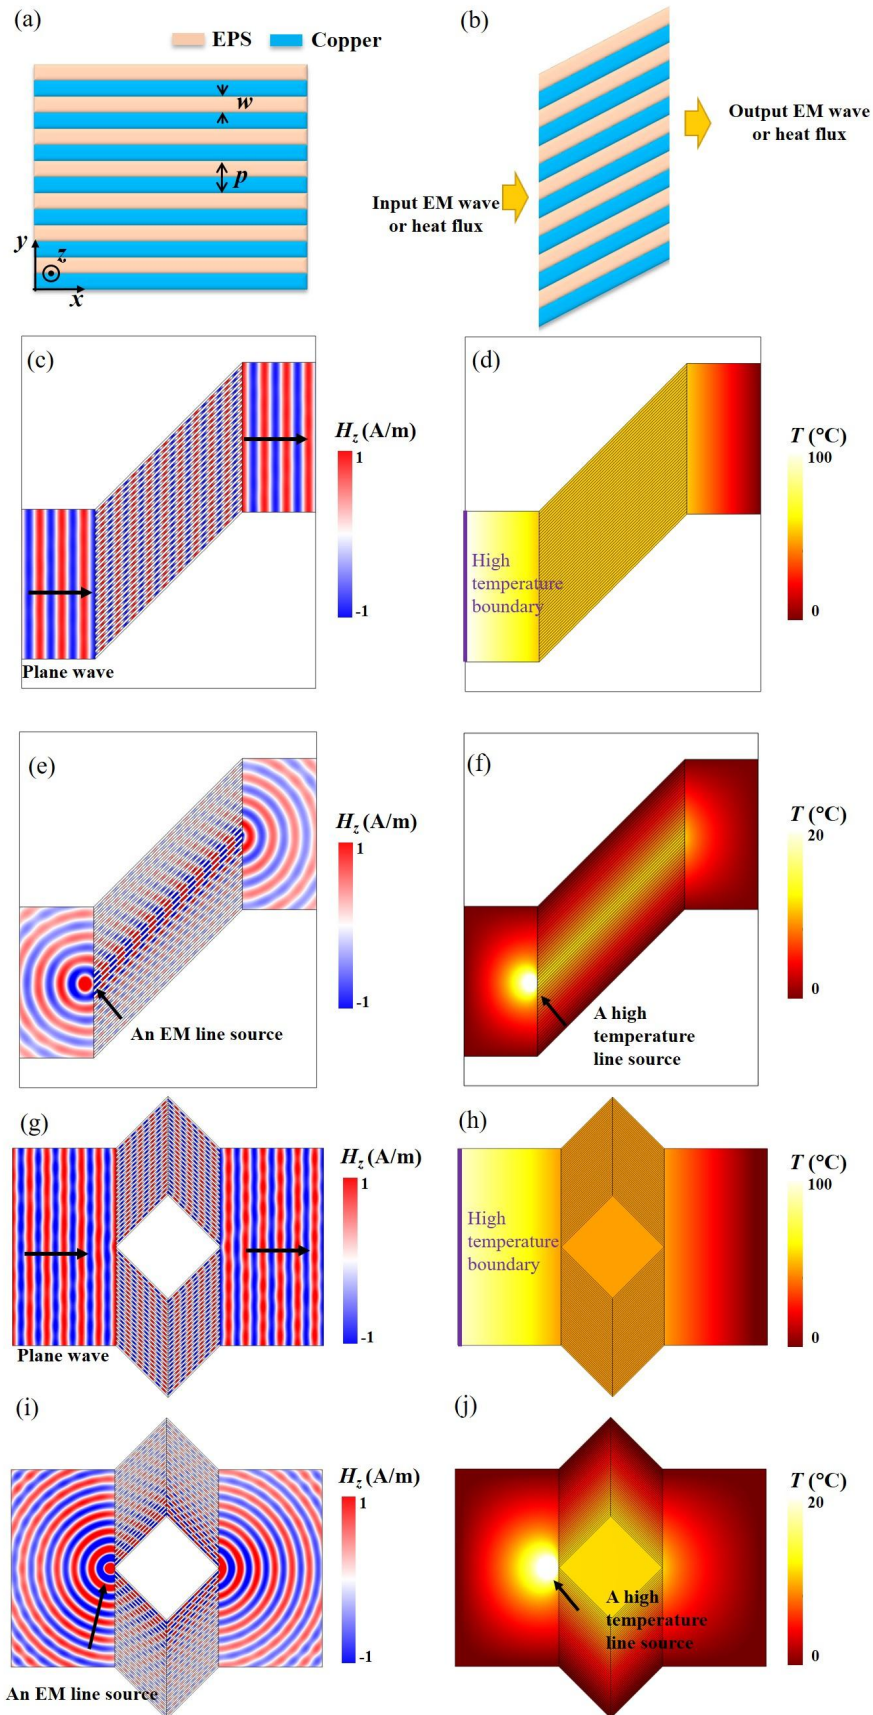 (a)
EPS Copper
w
p
y
z
x
(b)
Output EM wave
or heat flux
Input EM wave
or heat flux
(c)
Hz (A/m)
1
-1
Plane wave
(d)
T (°C)
100
0
High
temperature
boundary
(e)
Hz (A/m)
1
-1
An EM line source
(f)
T (°C)
20
0
A high
temperature
line source
(g)
Hz (A/m)
1
-1
Plane wave
(h)
T (°C)
100
0
High
temperature
boundary
(i)
Hz (A/m)
1
-1
An EM line source
(j)
T (°C)
20
0
A high
temperature
line source